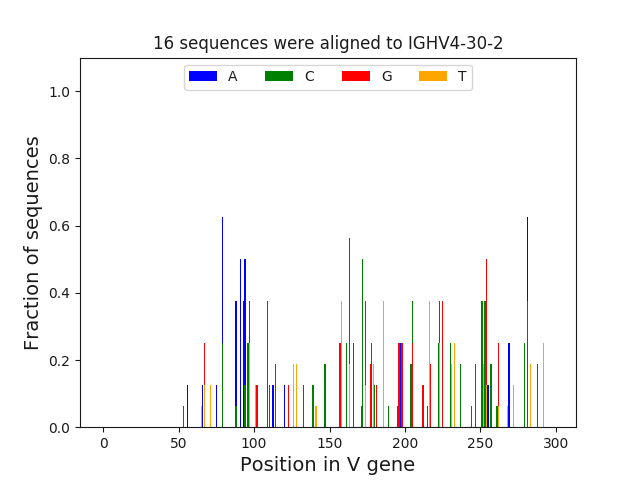 16 sequences were aligned to IGHV4-30-2
A C G T
Fraction of sequences
1.0
0.8
0.6
0.4
0.2
0.0
0 50 100 150 200 250 300
Position in V gene